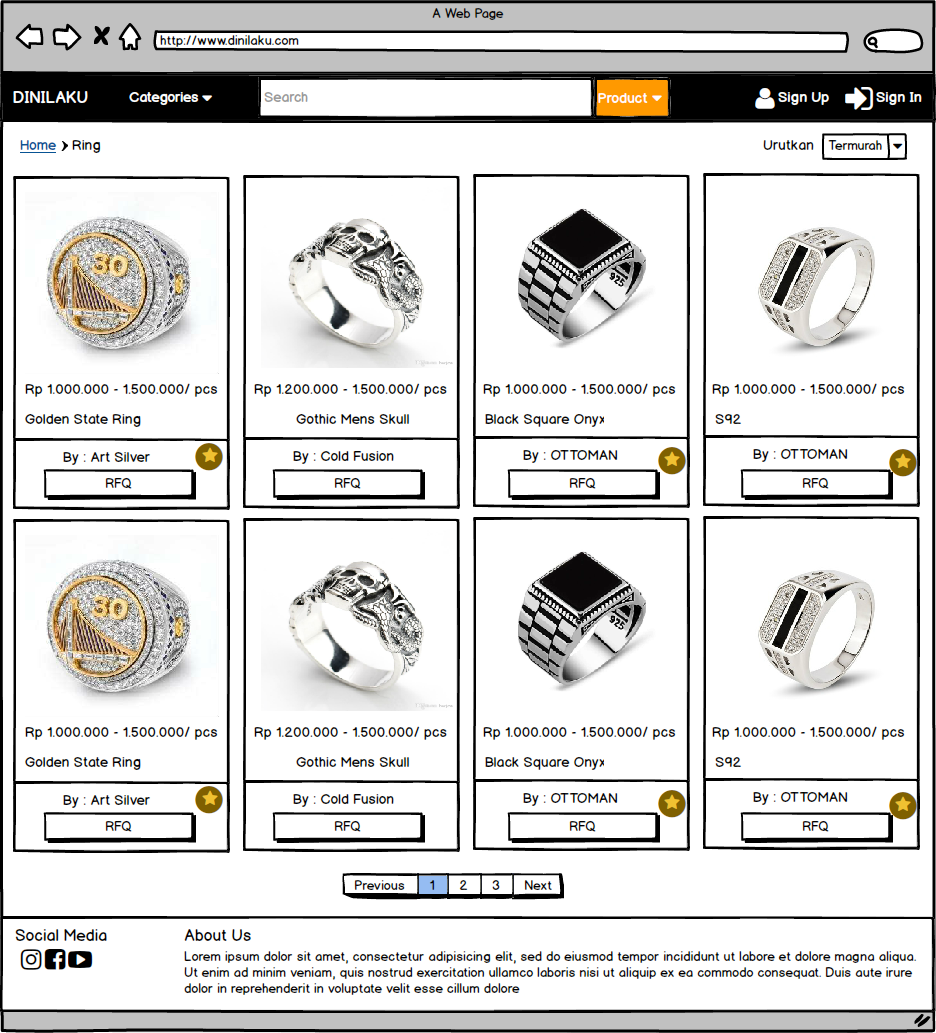 A Web Page
http://www.dinilaku.com
DINILAKU Categories Search Product Sign Up Sign In
Home Ring Urutkan Termurah
30 925
Rp 1.000.000 - 1.500.000/ pcs Rp 1.200.000 - 1.500.000/ pcs Rp 1.000.000 - 1.500.000/ pcs Rp 1.000.000 - 1.500.000/ pcs
Golden State Ring Gothic Mens Skull Black Square Onyx S92
By : Art Silver By : Cold Fusion By : OTTOMAN By : OTTOMAN
RFQ RFQ RFQ RFQ
30 925
Rp 1.000.000 - 1.500.000/ pcs Rp 1.200.000 - 1.500.000/ pcs Rp 1.000.000 - 1.500.000/ pcs Rp 1.000.000 - 1.500.000/ pcs
Golden State Ring Gothic Mens Skull Black Square Onyx S92
By : Art Silver By : Cold Fusion By : OTTOMAN By : OTTOMAN
RFQ RFQ RFQ RFQ
Previous 1 2 3 Next
Social Media
About Us
Lorem ipsum dolor sit amet, consectetur adipisicing elit, sed do eiusmod tempor incididunt ut labore et dolore magna aliqua.
Ut enim ad minim veniam, quis nostrud exercitation ullamco laboris nisi ut aliquip ex ea commodo consequat. Duis aute irure
dolor in reprehenderit in voluptate velit esse cillum dolore